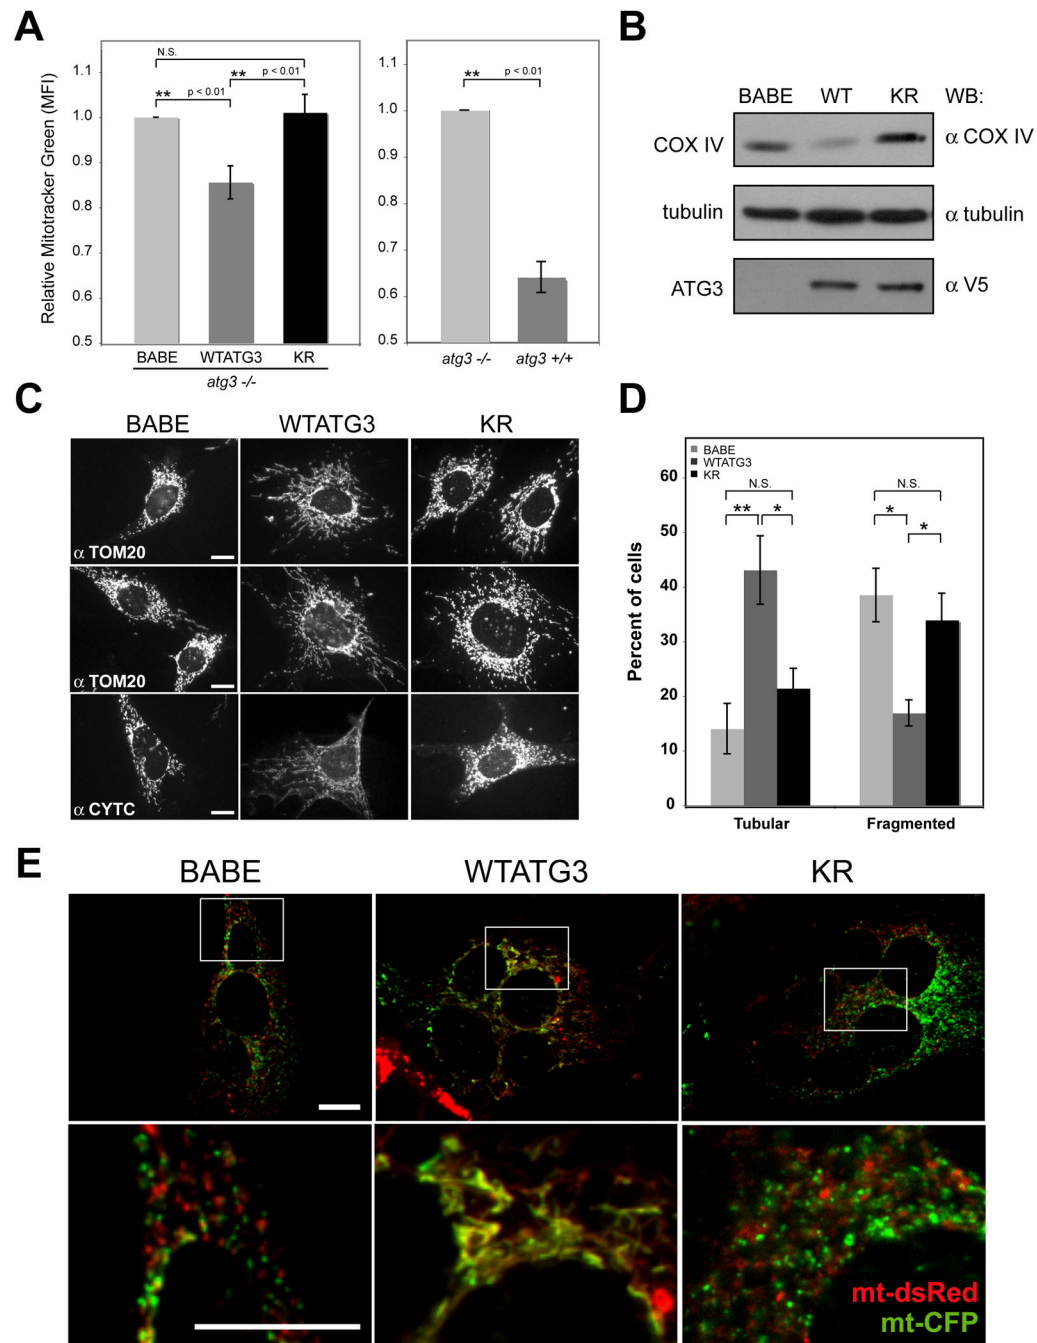 A
Relative Mitotracker Green (MFI)
1.1
1.0
0.9
0.8
0.7
0.6
0.5
N.S.
** p < 0.01
** p < 0.01
BABE WTATG3 KR
atg3 -/-
1.1
1.0
0.9
0.8
0.7
0.6
0.5
** p < 0.01
atg3 -/- atg3 +/+
B
BABE WT KR WB:
COX IV α COX IV
tubulin α tubulin
ATG3 α V5
C
BABE WTATG3 KR
α TOM20
α TOM20
α CYTC
D
BABE
WTATG3
KR
Percent of cells
60
50
40
30
20
10
0
N.S.
** *
N.S.
*
*
Tubular Fragmented
E
BABE WTATG3 KR
mt-dsRed
mt-CFP